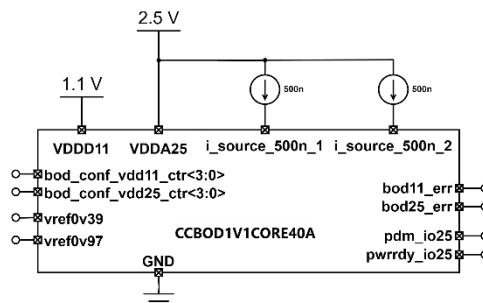 2.5 V
1.1 V
500n
500n
VDDD11
VDDA25
i_source_500n_1
i_source_500n_2
bod_conf_vdd11_ctr<3:0>
bod_conf_vdd25_ctr<3:0>
vref0v39
vref0v97
CCBOD1V1CORE40A
GND
bod11_err
bod25_err
pdm_io25
pwrrdy_io25